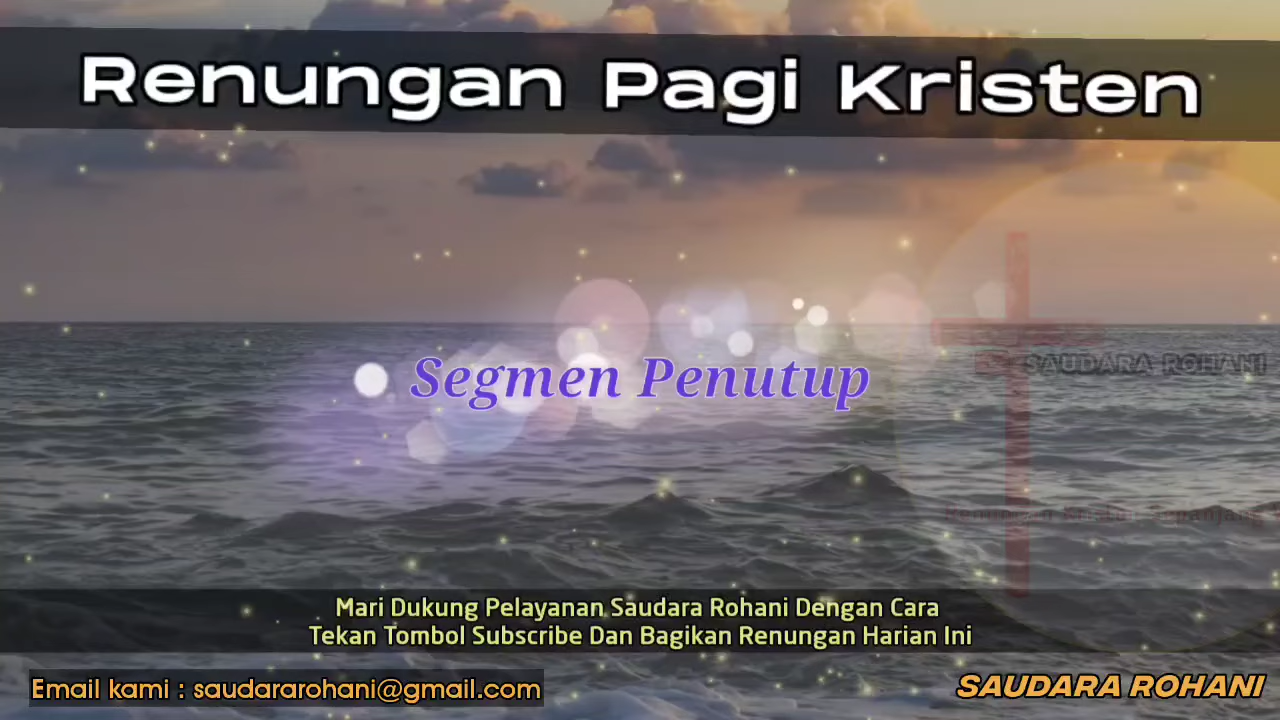 Renungan Pagi Kristen
SAUDARA ROHANI
Segmen Penutup
Mari Dukung Pelayanan Saudara Rohani Dengan Cara
Tekan Tombol Subscribe Dan Bagikan Renungan Harian Ini
Email kami : saudararohani@gmail.com
SAUDARA ROHANI